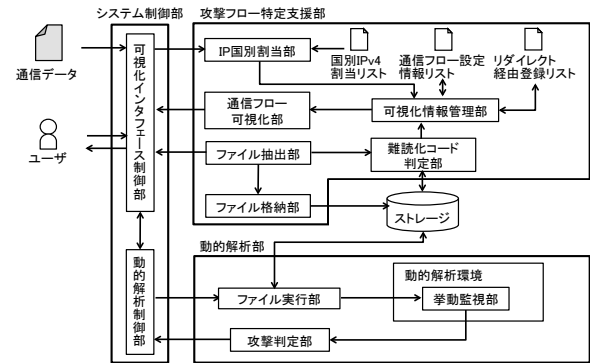 システム制御部
攻撃フロー特定支援部
通信データ
ユーザ
可視化インタフェース制御部
動的解析制御部
IP国別割当部
国別IPv4
割当リスト
通信フロー設定
情報リスト
リダイレクト
経由登録リスト
通信フロー
可視化部
可視化情報管理部
ファイル抽出部
難読化コード
判定部
ファイル格納部
ストレージ
動的解析部
動的解析環境
ファイル実行部
挙動監視部
攻撃判定部